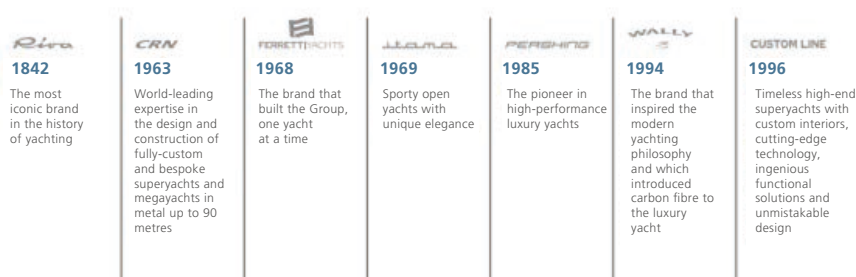 Riva
1842
The most
iconic brand
in the history
of yachting
CRN
1963
World-leading
expertise in
the design and
construction of
fully-custom
and bespoke
superyachts and
megayachts in
metal up to 90
metres
FERRETTIYACHTS
1968
The brand that
built the Group,
one yacht
at a time
itama
1969
Sporty open
yachts with
unique elegance
PERSHING
1985
The pioneer in
high-performance
luxury yachts
WALLY
1994
The brand that
inspired the
modern
yachting
philosophy
and which
introduced
carbon fibre to
the luxury
yacht
CUSTOM LINE
1996
Timeless high-end
superyachts with
custom interiors,
cutting-edge
technology,
ingenious
functional
solutions and
unmistakable
design